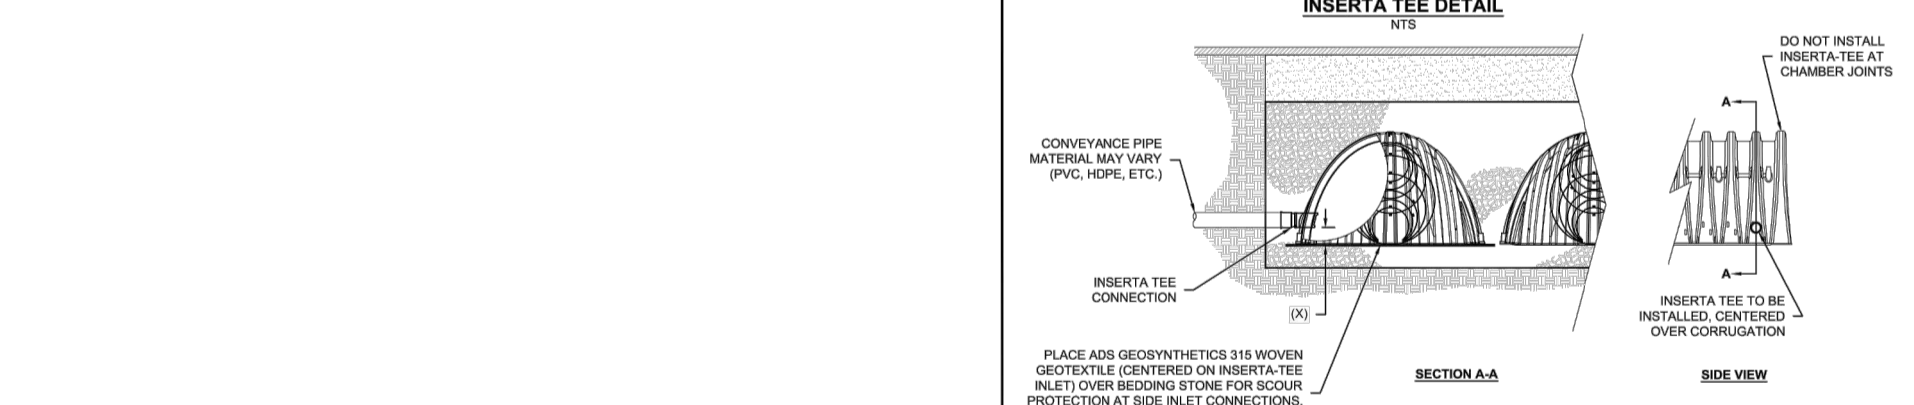 INSERTA TEE DETAIL
NTS
DO NOT INSTALL
INSERTA-TEE AT
CHAMBER JOINTS
A
CONVEYANCE PIPE
MATERIAL MAY VARY
(PVC, HDPE, ETC.)
INSERTA TEE
CONNECTION
(X)
A
INSERTA TEE TO BE
INSTALLED, CENTERED
OVER CORRUGATION
PLACE ADS GEOSYNTHETICS 315 WOVEN
GEOTEXTILE (CENTERED ON INSERTA-TEE
INLET) OVER BEDDING STONE FOR SCOUR
PROTECTION AT SIDE INLET CONNECTIONS.
SECTION A-A
SIDE VIEW